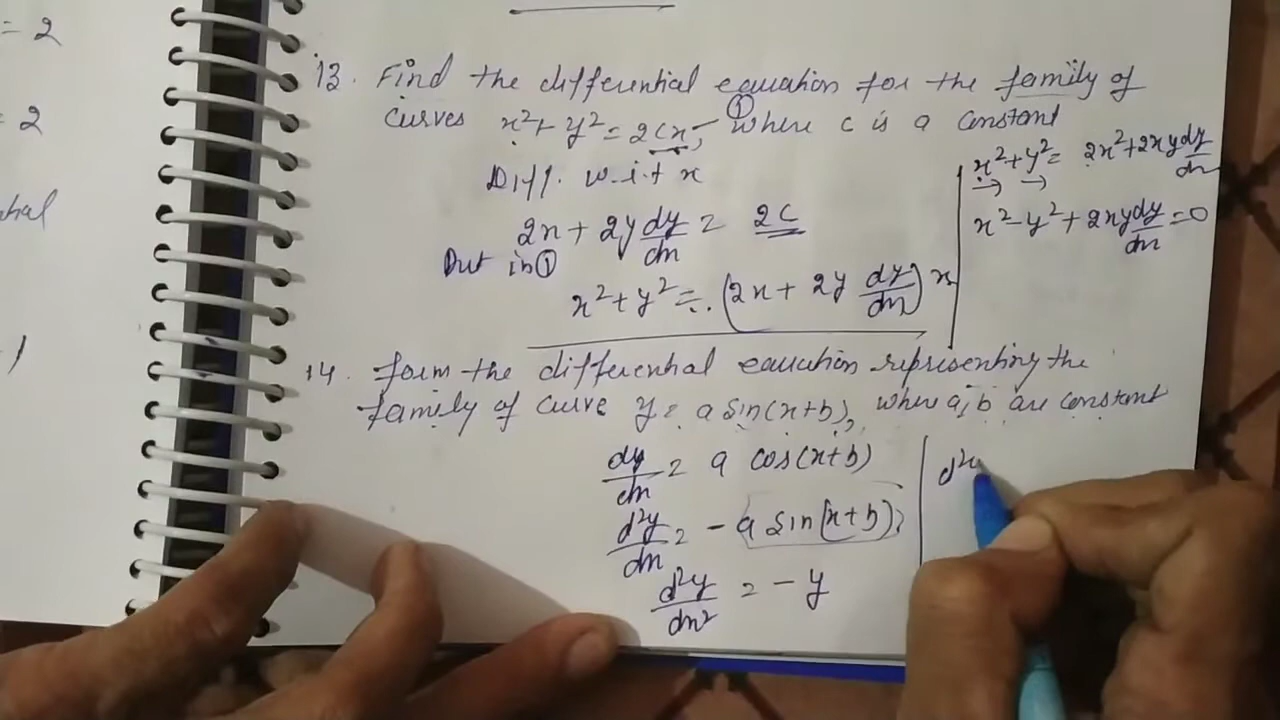 = 2
= 2
13. Find the differential equation for the family of
curves x²+y² = 2cx, ① where c is a constant
Diff. w.r.t x
2x + 2y dy/dx = 2c
Put in ①
x²+y² = (2x + 2y dy/dx) x
x²+y² = 2x²+2xy dy/dx
x²-y²+2xy dy/dx = 0
14. form the differential equation representing the
family of curve y = a sin(x+b), where a, b are constant
dy/dx = a cos(x+b)
d²y/dx = - a sin(x+b)
d²y/dx² = - y